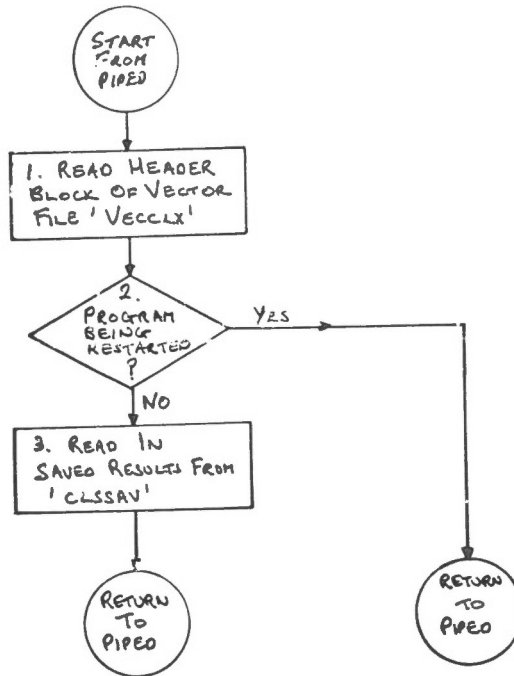 START
FROM
PIPED
1. READ HEADER
BLOCK OF VECTOR
FILE 'VECCLX'
2.
PROGRAM
BEING
RESTARTED
?
YES
NO
3. READ IN
SAVED RESULTS FROM
'CLSSAV'
RETURN
TO
PIPED
RETURN
TO
PIPED